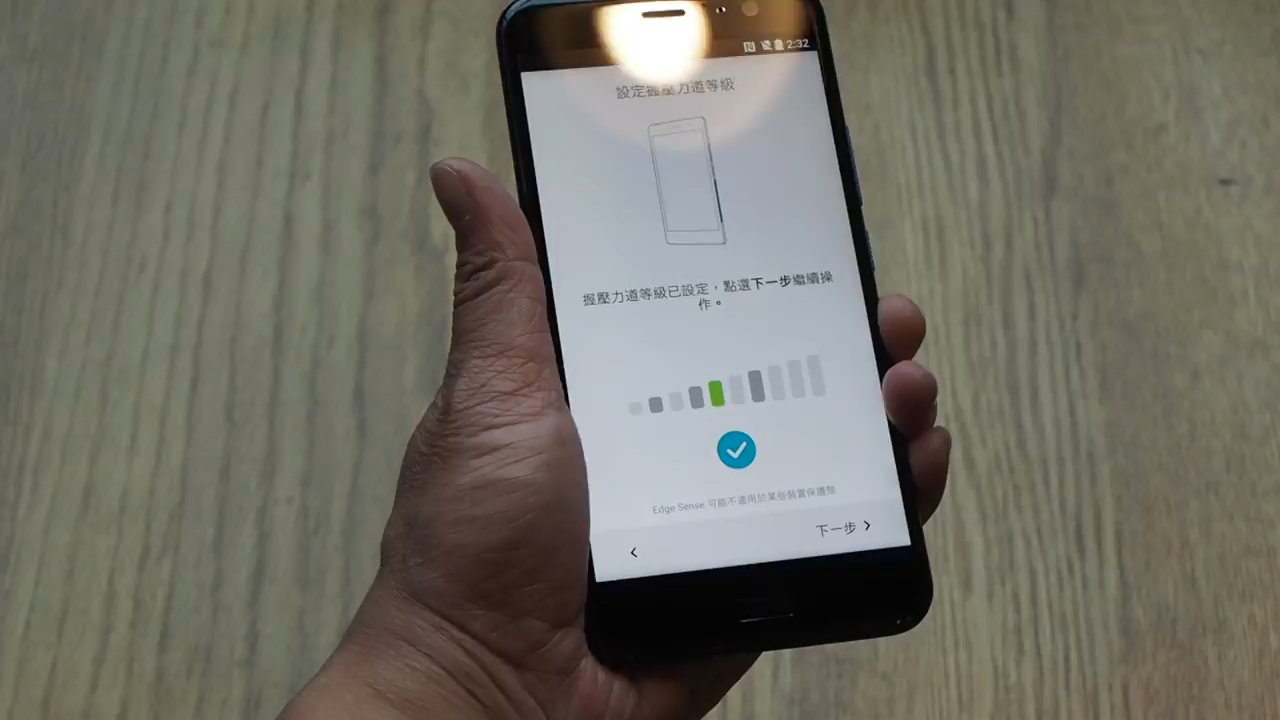 2:32
設定握壓力道等級
握壓力道等級已設定，點選下一步繼續操
作。
Edge Sense 可能不適用於某些裝置保護殼
下一步